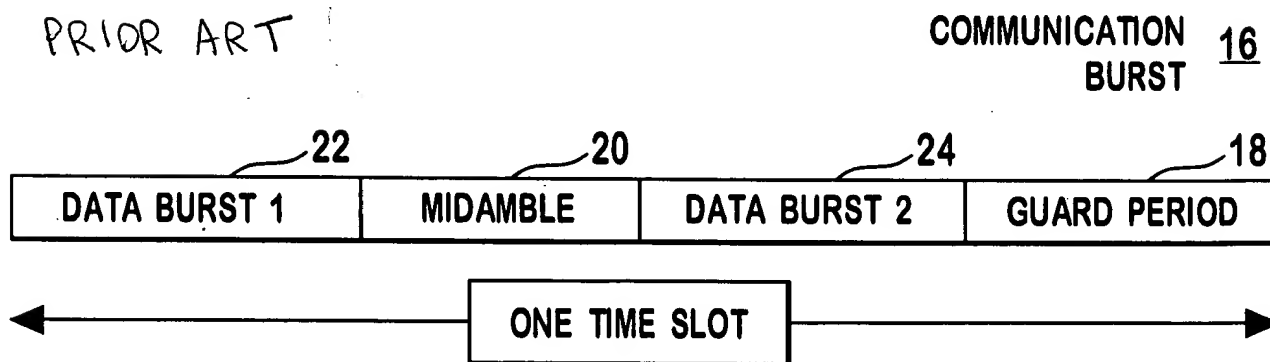 PRIOR ART
COMMUNICATION 16
BURST
22 20 24 18
DATA BURST 1 MIDAMBLE DATA BURST 2 GUARD PERIOD
ONE TIME SLOT